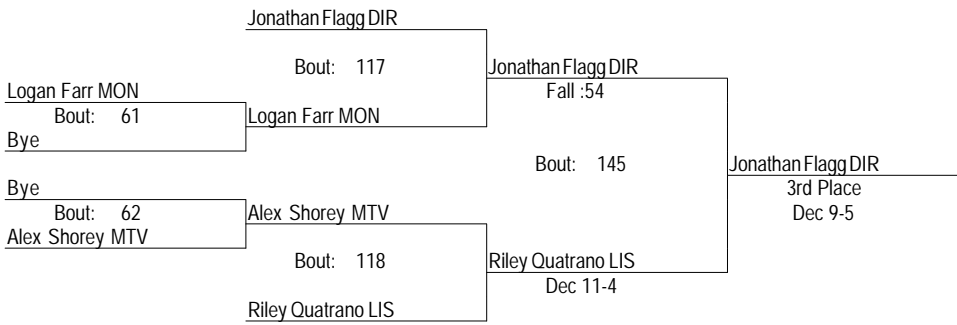 Jonathan Flagg DIR
Bout: 117
Jonathan Flagg DIR
Logan Farr MON
Fall :54
Bout: 61
Logan Farr MON
Bye
Bout: 145
Jonathan Flagg DIR
Bye
3rd Place
Bout: 62
Alex Shorey MTV
Dec 9-5
Alex Shorey MTV
Bout: 118
Riley Quatrano LIS
Dec 11-4
Riley Quatrano LIS